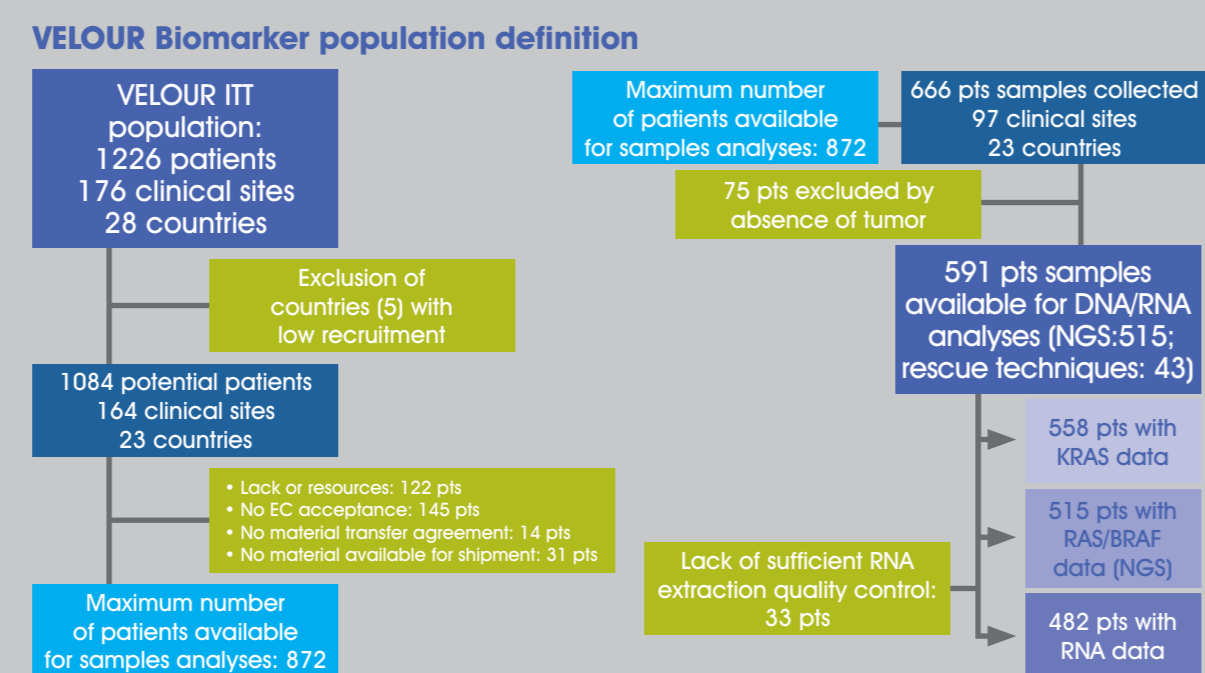 VELOUR Biomarker population definition
VELOUR ITT
population:
1226 patients
176 clinical sites
28 countries
Exclusion of
countries (5) with
low recruitment
1084 potential patients
164 clinical sites
23 countries
• Lack or resources: 122 pts
• No EC acceptance: 145 pts
• No material transfer agreement: 14 pts
• No material available for shipment: 31 pts
Maximum number
of patients available
for samples analyses: 872
Maximum number
of patients available
for samples analyses: 872
666 pts samples collected
97 clinical sites
23 countries
75 pts excluded by
absence of tumor
591 pts samples
available for DNA/RNA
analyses (NGS:515;
rescue techniques: 43)
558 pts with
KRAS data
515 pts with
RAS/BRAF
data (NGS)
Lack of sufficient RNA
extraction quality control:
33 pts
482 pts with
RNA data